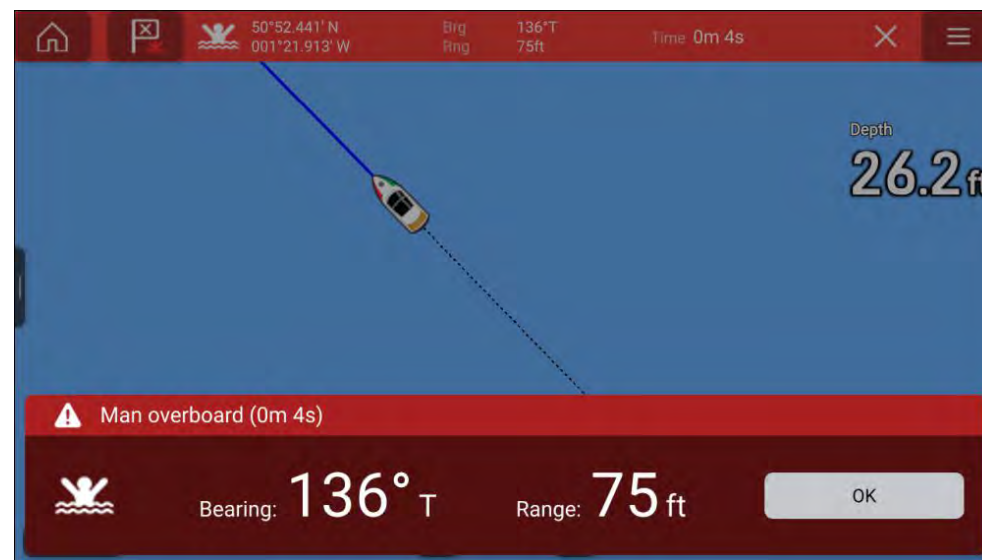 50°52.441' N Brg 136°T Time 0m 4s
001°21.913' W Rng 75ft
Depth
26.2 ft
Man overboard (0m 4s)
Bearing: 136° T Range: 75 ft OK